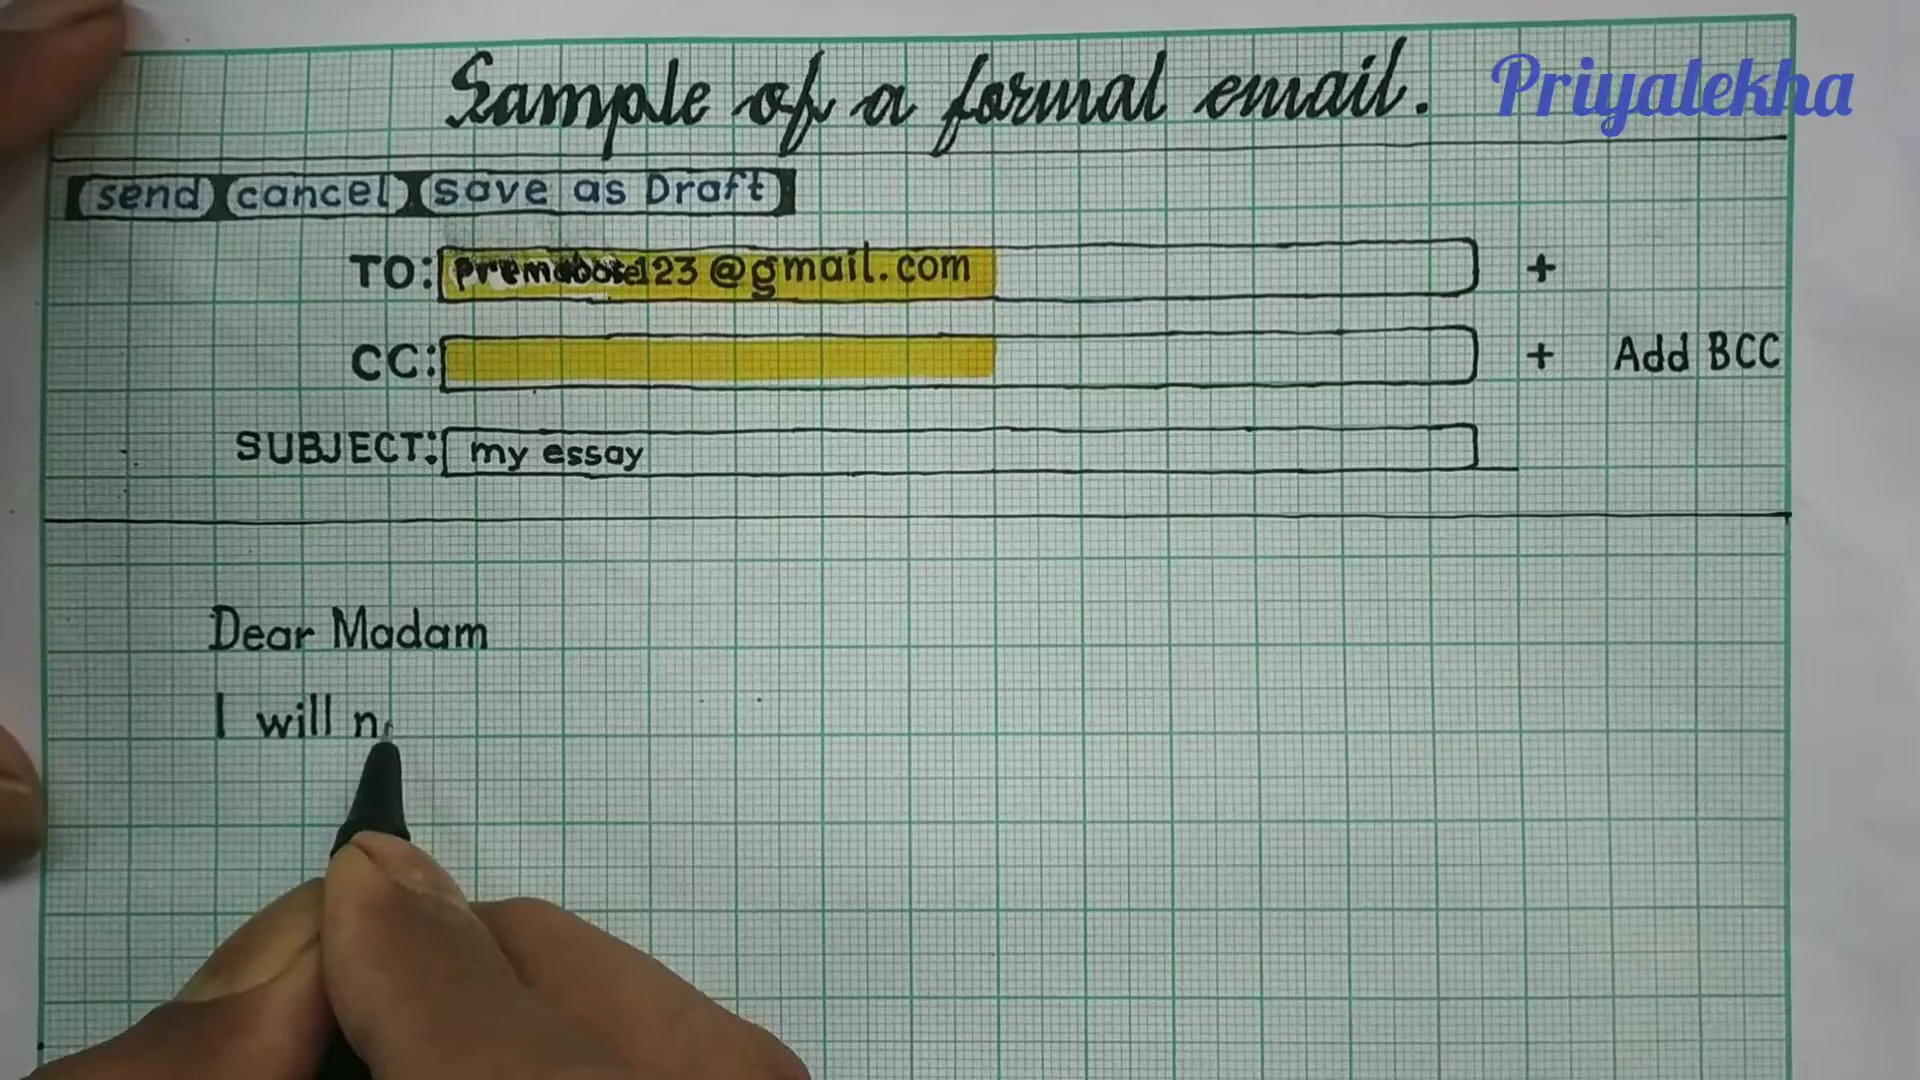 Sample of a formal email.
Priyalekha
send cancel save as Draft
TO: @gmail.com +
CC: + Add BCC
SUBJECT: my essay
Dear Madam
I will n